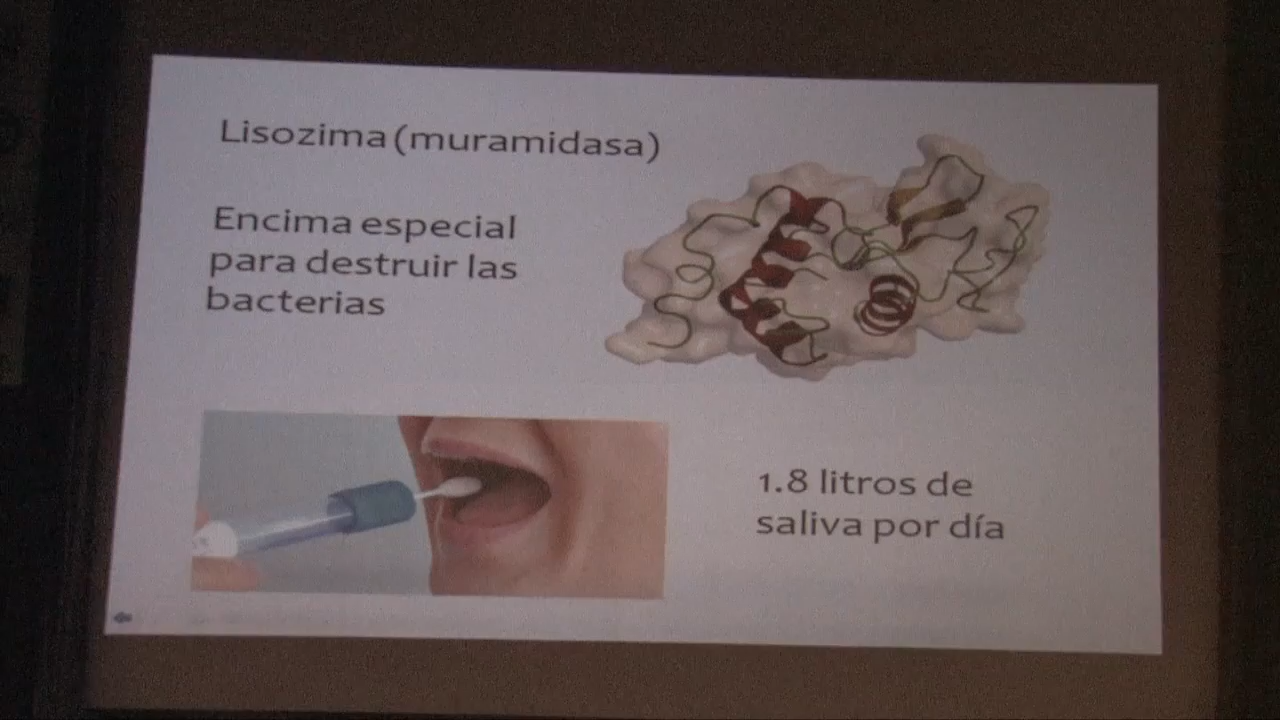 Lisozima (muramidasa)
Encima especial
para destruir las
bacterias
1.8 litros de
saliva por día